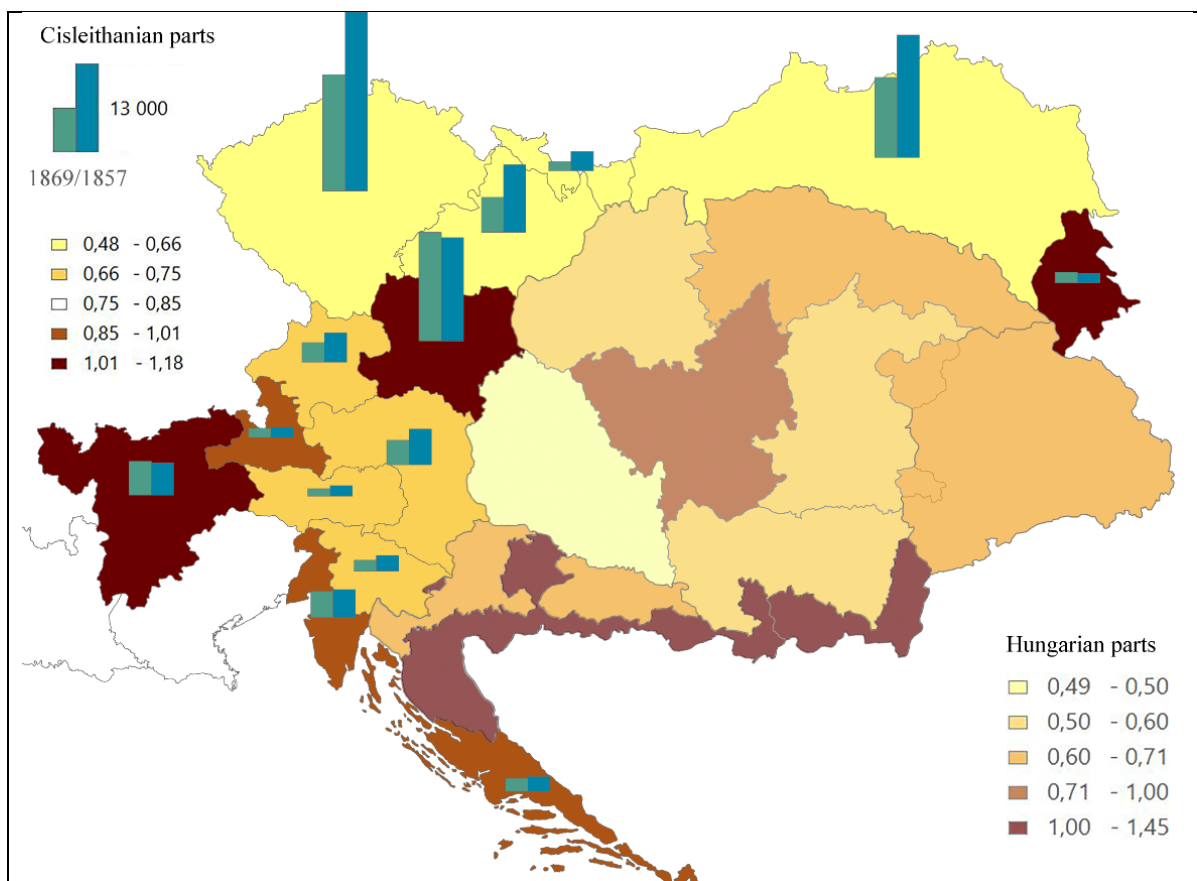 Cisleithanian parts
13 000
1869/1857
0,48 - 0,66
0,66 - 0,75
0,75 - 0,85
0,85 - 1,01
1,01 - 1,18
Hungarian parts
0,49 - 0,50
0,50 - 0,60
0,60 - 0,71
0,71 - 1,00
1,00 - 1,45